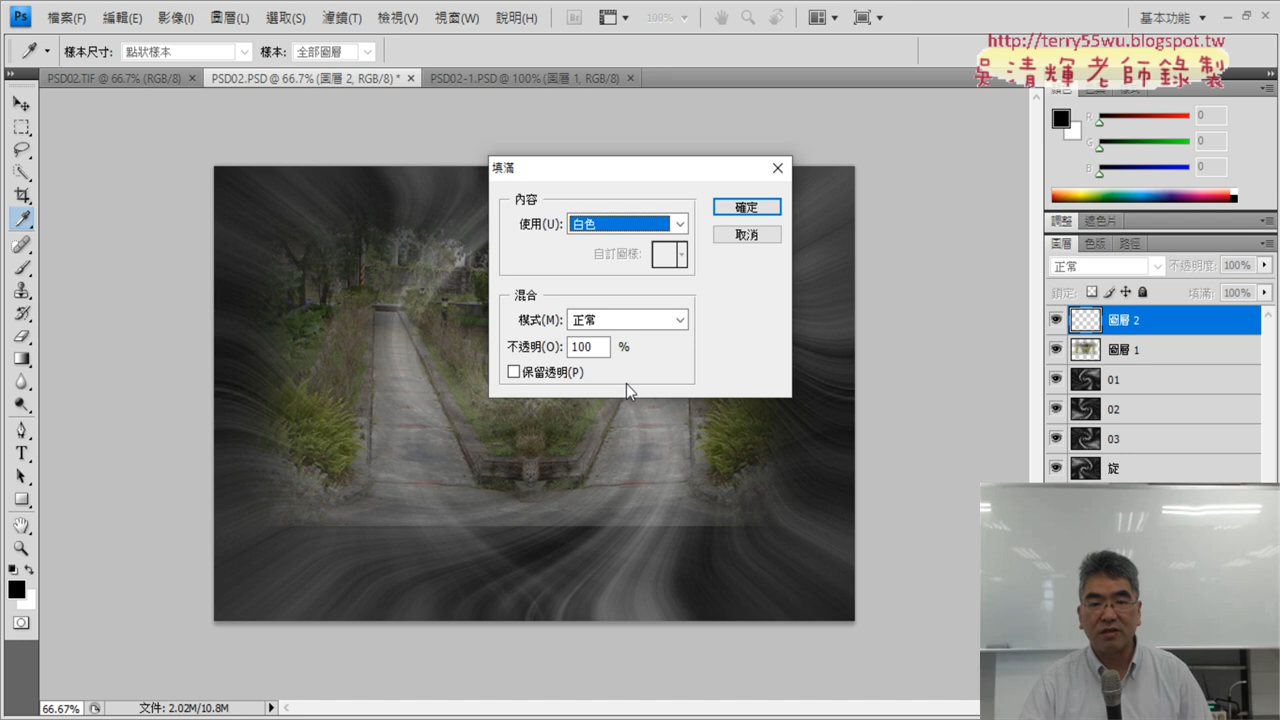 Ps 檔案(F) 編輯(E) 影像(I) 圖層(L) 選取(S) 濾鏡(T) 檢視(V) 視窗(W) 說明(H) Br 100% 基本功能
樣本尺寸: 點狀樣本 樣本: 全部圖層
http://terry55wu.blogspot.tw
吳清輝老師錄製
PSD02.TIF @ 66.7% (RGB/8) PSD02.PSD @ 66.7% (圖層 2, RGB/8) * PSD02-1.PSD @ 100% (圖層 1, RGB/8)
R 0
G 0
B 0
填滿
內容
使用(U): 白色
自訂圖樣:
確定
取消
混合
模式(M): 正常
不透明(O): 100 %
保留透明(P)
調整 遮色片
圖層 色版 路徑
正常 不透明度: 100%
鎖定: 填滿: 100%
圖層 2
圖層 1
01
02
03
旋
T
66.67% 文件: 2.02M/10.8M